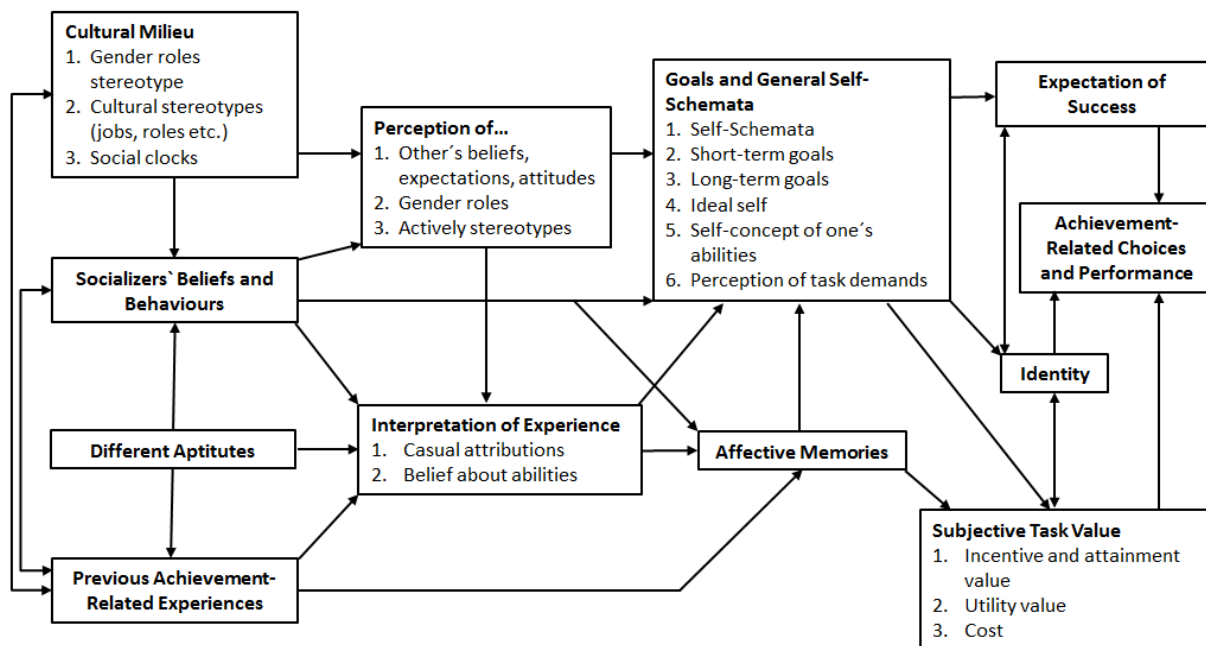 Cultural Milieu
1. Gender roles
stereotype
2. Cultural stereotypes
(jobs, roles etc.)
3. Social clocks
Perception of...
1. Other´s beliefs,
expectations, attitudes
2. Gender roles
3. Actively stereotypes
Goals and General Self-
Schemata
1. Self-Schemata
2. Short-term goals
3. Long-term goals
4. Ideal self
5. Self-concept of one´s
abilities
6. Perception of task demands
Expectation of
Success
Achievement-
Related Choices
and Performance
Socializers` Beliefs and
Behaviours
Identity
Different Aptitutes
Interpretation of Experience
1. Casual attributions
2. Belief about abilities
Affective Memories
Previous Achievement-
Related Experiences
Subjective Task Value
1. Incentive and attainment
value
2. Utility value
3. Cost